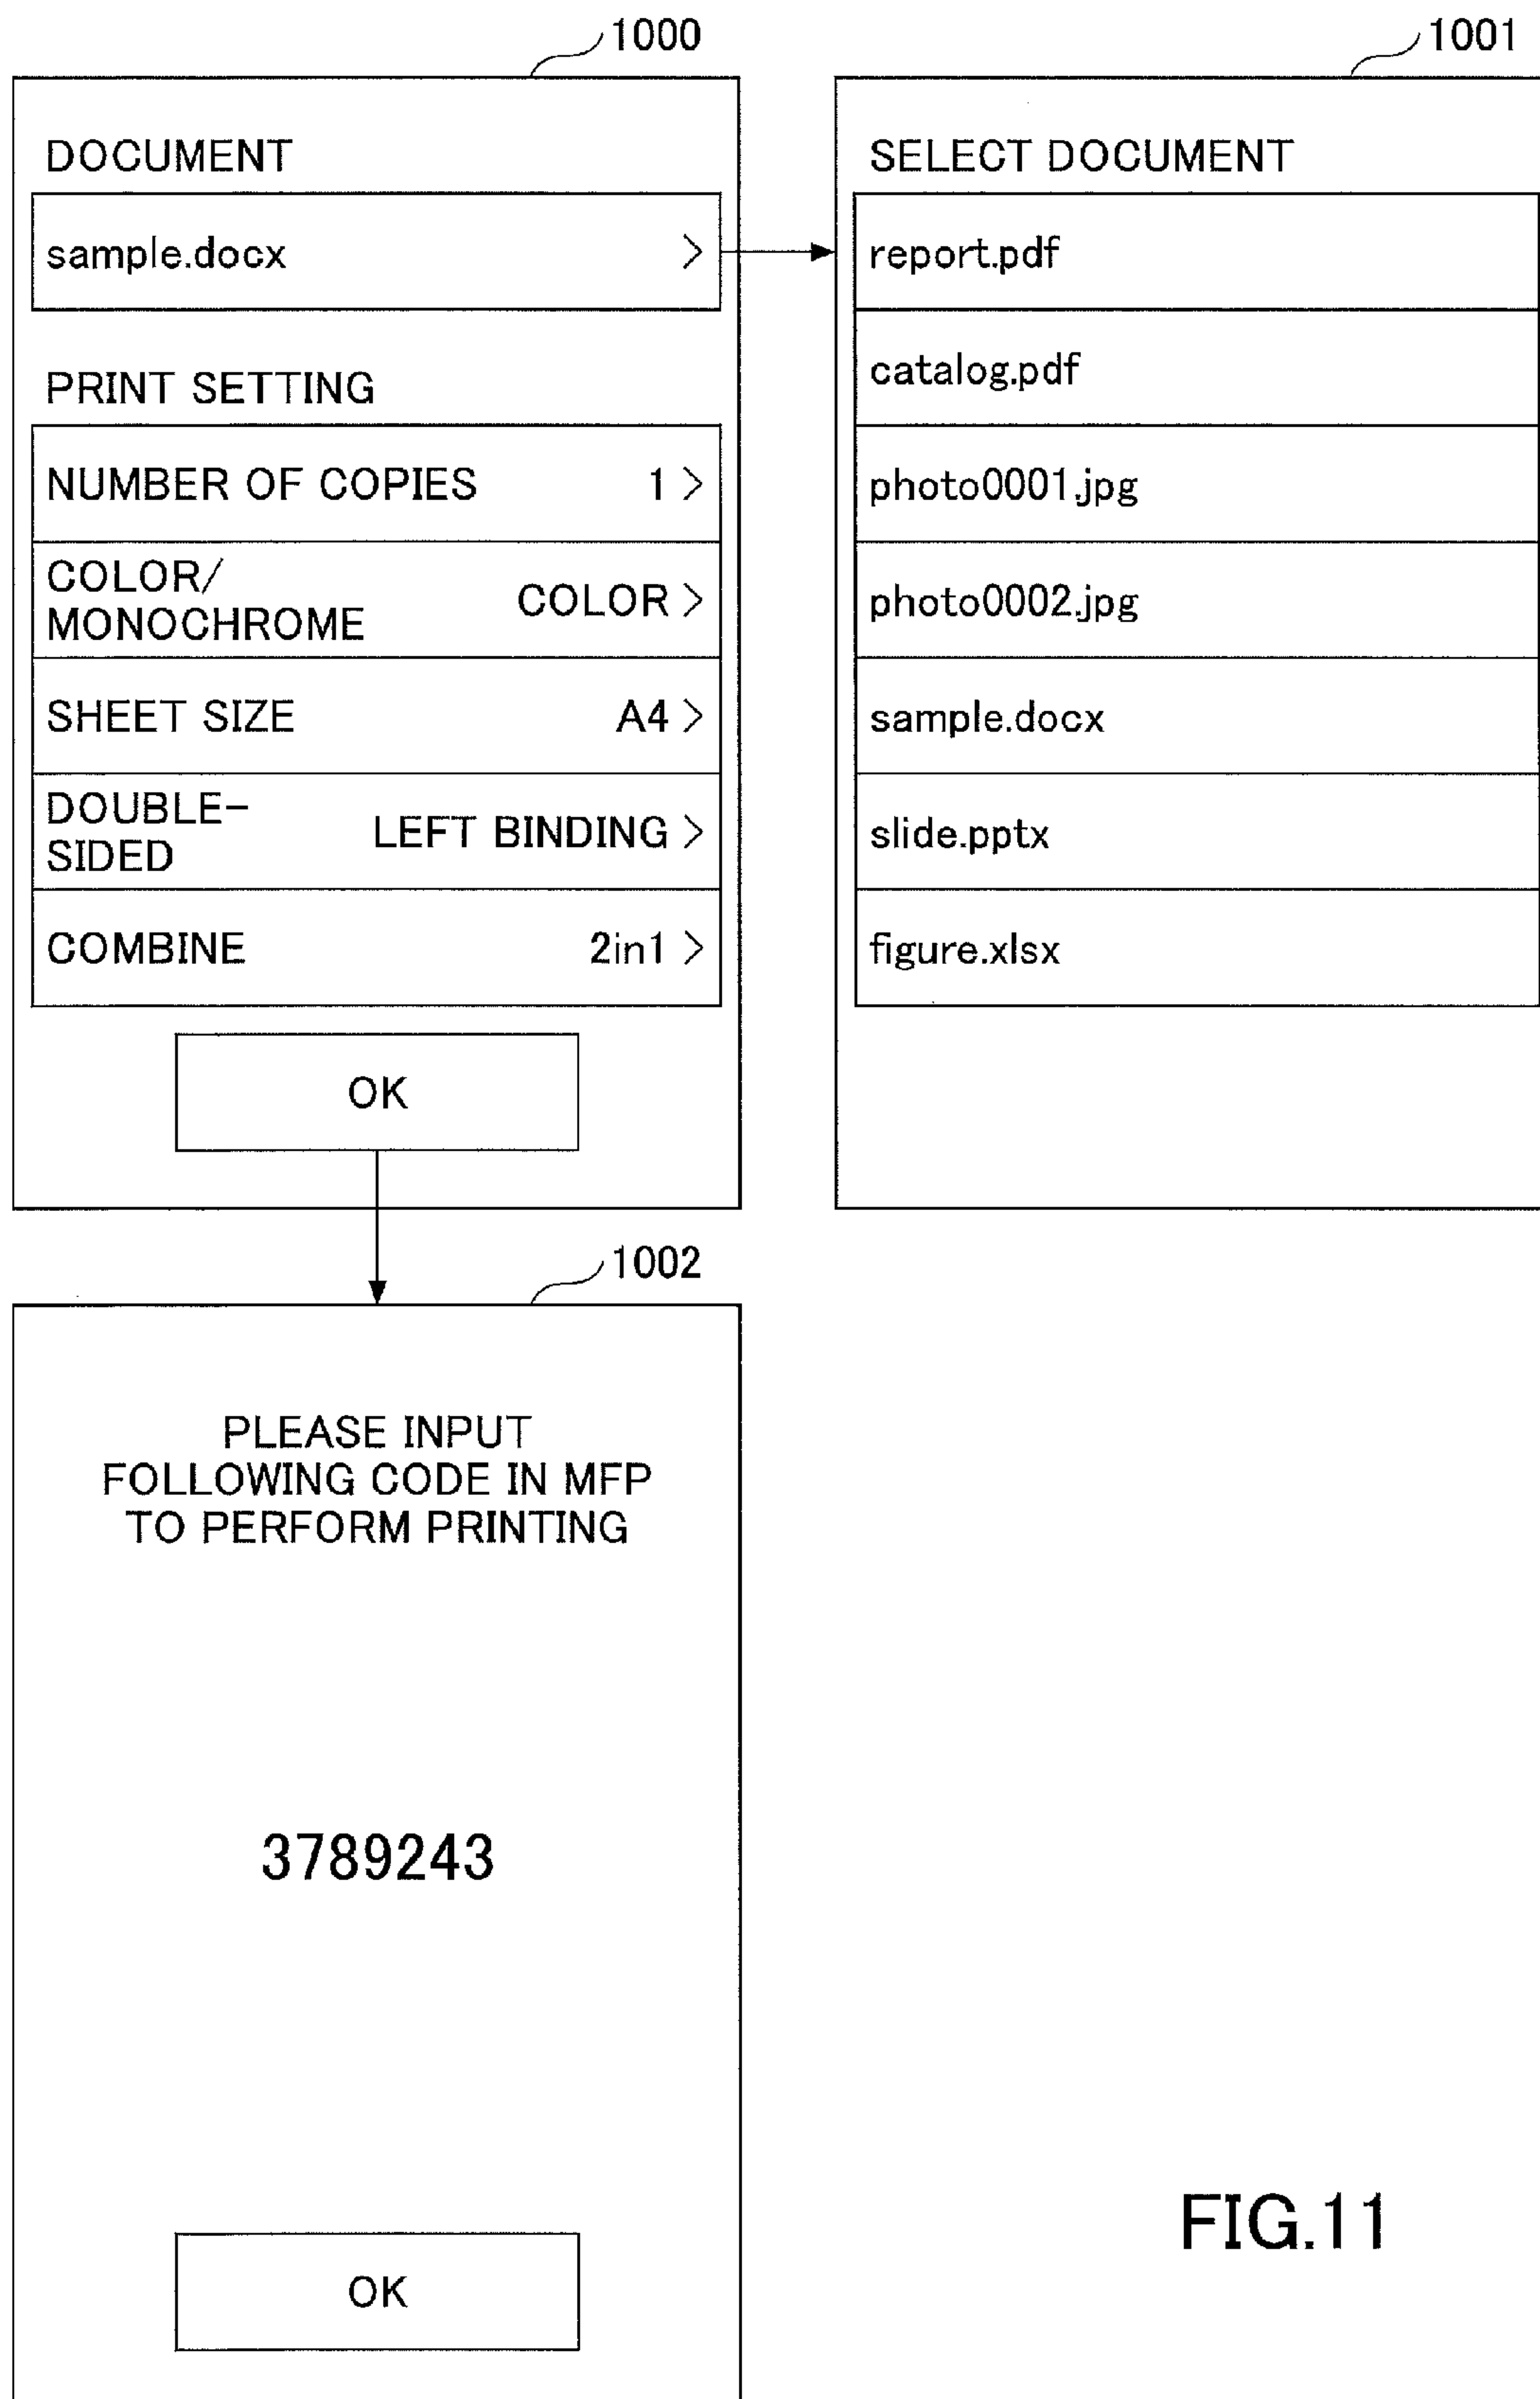 1000
DOCUMENT
sample.docx >
PRINT SETTING
NUMBER OF COPIES 1 >
COLOR/
MONOCHROME COLOR >
SHEET SIZE A4 >
DOUBLE-
SIDED LEFT BINDING >
COMBINE 2in1 >
OK
1001
SELECT DOCUMENT
report.pdf
catalog.pdf
photo0001.jpg
photo0002.jpg
sample.docx
slide.pptx
figure.xlsx
1002
PLEASE INPUT
FOLLOWING CODE IN MFP
TO PERFORM PRINTING
3789243
OK
FIG.11